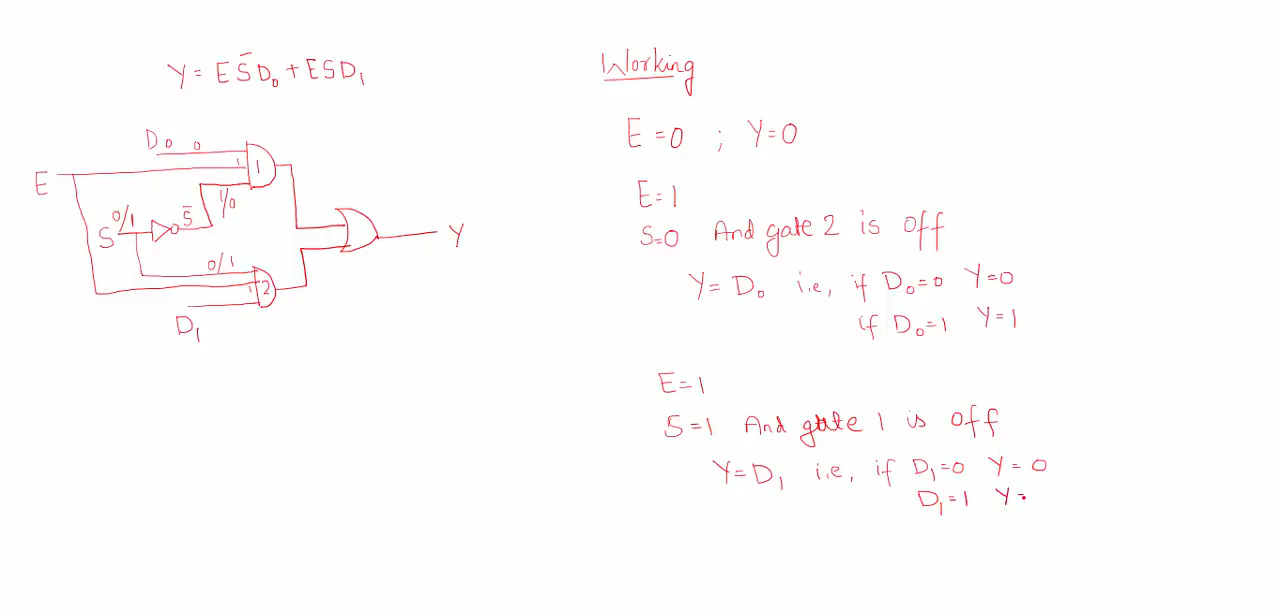 Y = E S̄ D₀ + E S D₁
D₀ 0
E
1
1
0/1
S
S̄
1/0
0/1
1
2
D₁
Y
Working
E = 0 ; Y = 0
E = 1
S = 0 And gate 2 is off
Y = D₀ i.e, if D₀ = 0 Y = 0
if D₀ = 1 Y = 1
E = 1
S = 1 And gate 1 is off
Y = D₁ i.e, if D₁ = 0 Y = 0
D₁ = 1 Y =